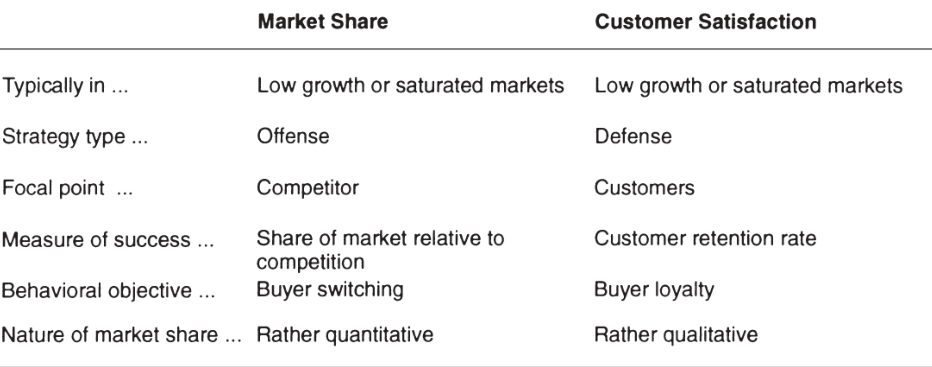 Market Share Customer Satisfaction
Typically in ... Low growth or saturated markets Low growth or saturated markets
Strategy type ... Offense Defense
Focal point ... Competitor Customers
Measure of success ... Share of market relative to Customer retention rate
competition
Behavioral objective ... Buyer switching Buyer loyalty
Nature of market share ... Rather quantitative Rather qualitative